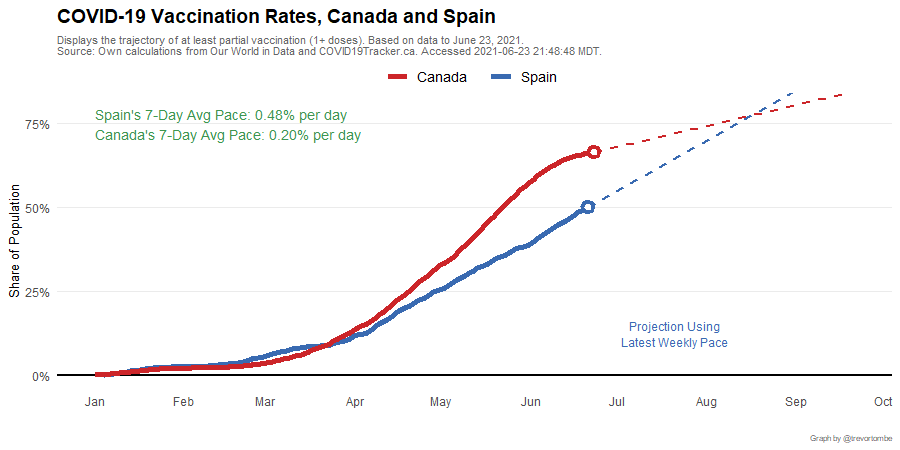 COVID-19 Vaccination Rates, Canada and Spain
Displays the trajectory of at least partial vaccination (1+ doses). Based on data to June 23, 2021.
Source: Own calculations from Our World in Data and COVID19Tracker.ca. Accessed 2021-06-23 21:48:48 MDT.
Canada Spain
Spain's 7-Day Avg Pace: 0.48% per day
Canada's 7-Day Avg Pace: 0.20% per day
75%
50%
25%
0%
Share of Population
Projection Using
Latest Weekly Pace
Jan Feb Mar Apr May Jun Jul Aug Sep Oct
Graph by @trevortombe